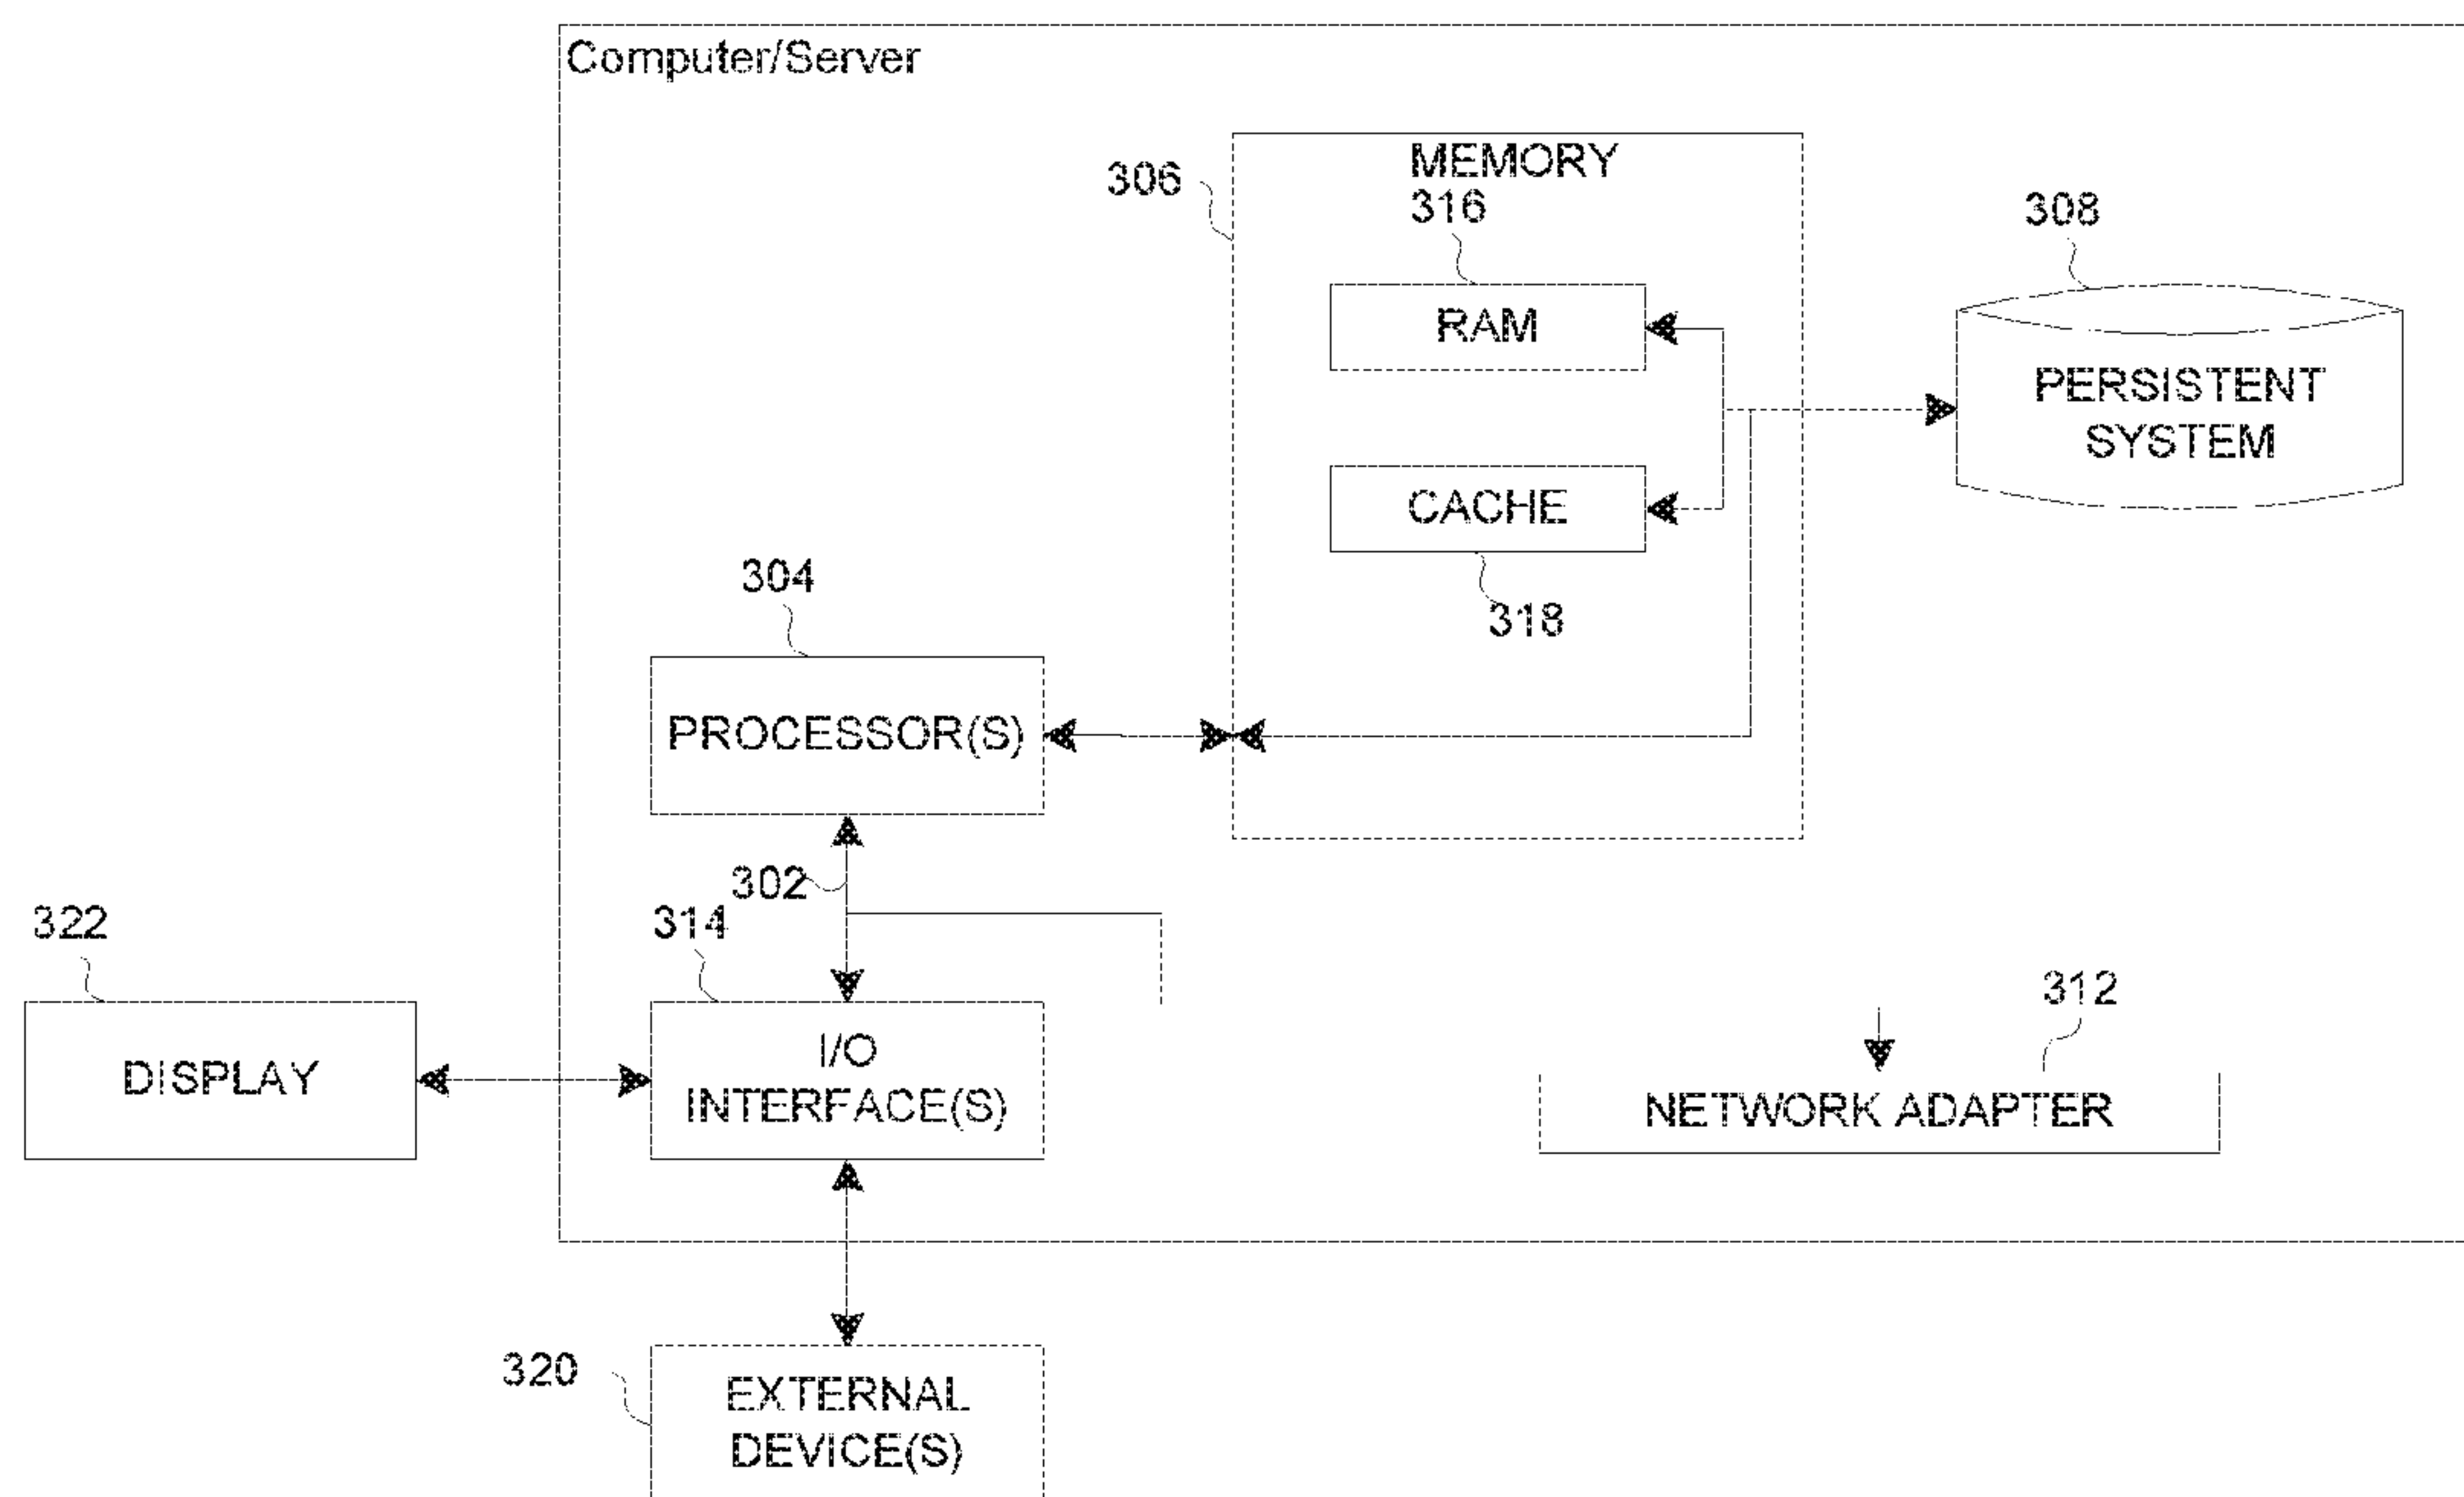 Computer/Server
MEMORY
306
316
308
RAM
PERSISTENT
SYSTEM
CACHE
304
318
PROCESSOR(S)
302
322
314
312
I/O
DISPLAY
INTERFACE(S)
NETWORK ADAPTER
320
EXTERNAL
DEVICE(S)